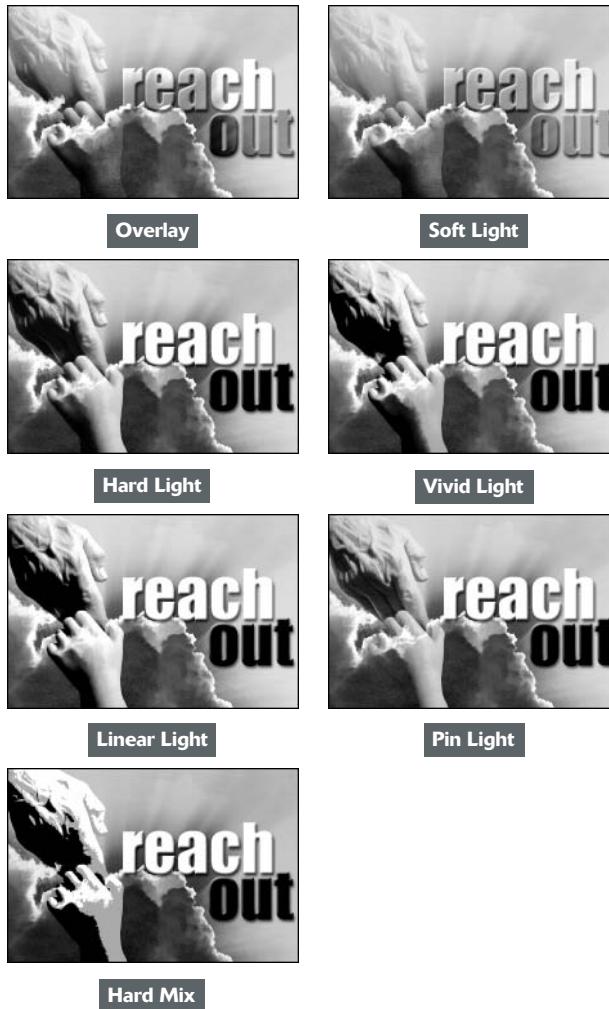 reach
out
reach
out
Overlay
Soft Light
reach
out
reach
out
Hard Light
Vivid Light
reach
out
reach
out
Linear Light
Pin Light
reach
out
Hard Mix